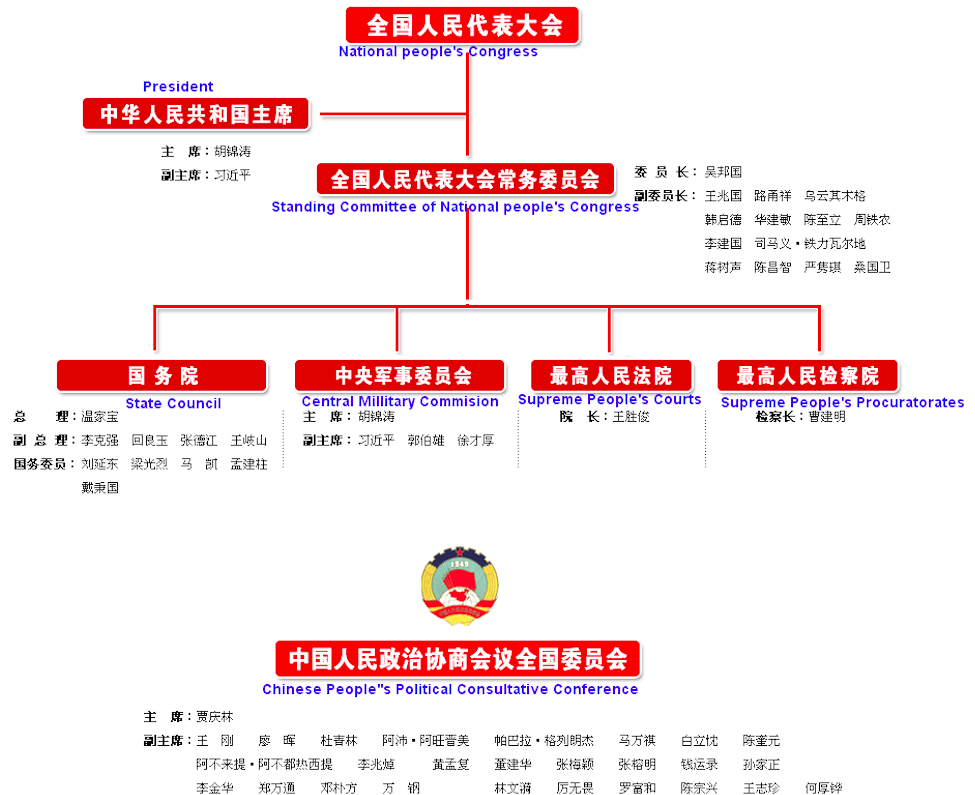 全国人民代表大会
National people's Congress
President
中华人民共和国主席
主 席：胡锦涛
副主席：习近平
全国人民代表大会常务委员会
Standing Committee of National people's Congress
委 员 长：吴邦国
副委员长：王兆国 路甬祥 乌云其木格
韩启德 华建敏 陈至立 周铁农
李建国 司马义·铁力瓦尔地
蒋树声 陈昌智 严隽琪 桑国卫
国务院
State Council
总 理：温家宝
副 总 理：李克强 回良玉 张德江 王岐山
国务委员：刘延东 梁光烈 马 凯 孟建柱
戴秉国
中央军事委员会
Central Millitary Commision
主 席：胡锦涛
副主席：习近平 郭伯雄 徐才厚
最高人民法院
Supreme People's Courts
院 长：王胜俊
最高人民检察院
Supreme People's Procuratorates
检察长：曹建明
1949
中国人民政治协商会议全国委员会
Chinese People"s Political Consultative Conference
主 席：贾庆林
副主席：王 刚 廖 晖 杜青林 阿沛·阿旺晋美 帕巴拉·格列朗杰 马万祺 白立忱 陈奎元
阿不来提·阿不都热西提 李兆焯 黄孟复 董建华 张梅颖 张榕明 钱运录 孙家正
李金华 郑万通 邓朴方 万 钢 林文漪 厉无畏 罗富和 陈宗兴 王志珍 何厚铧